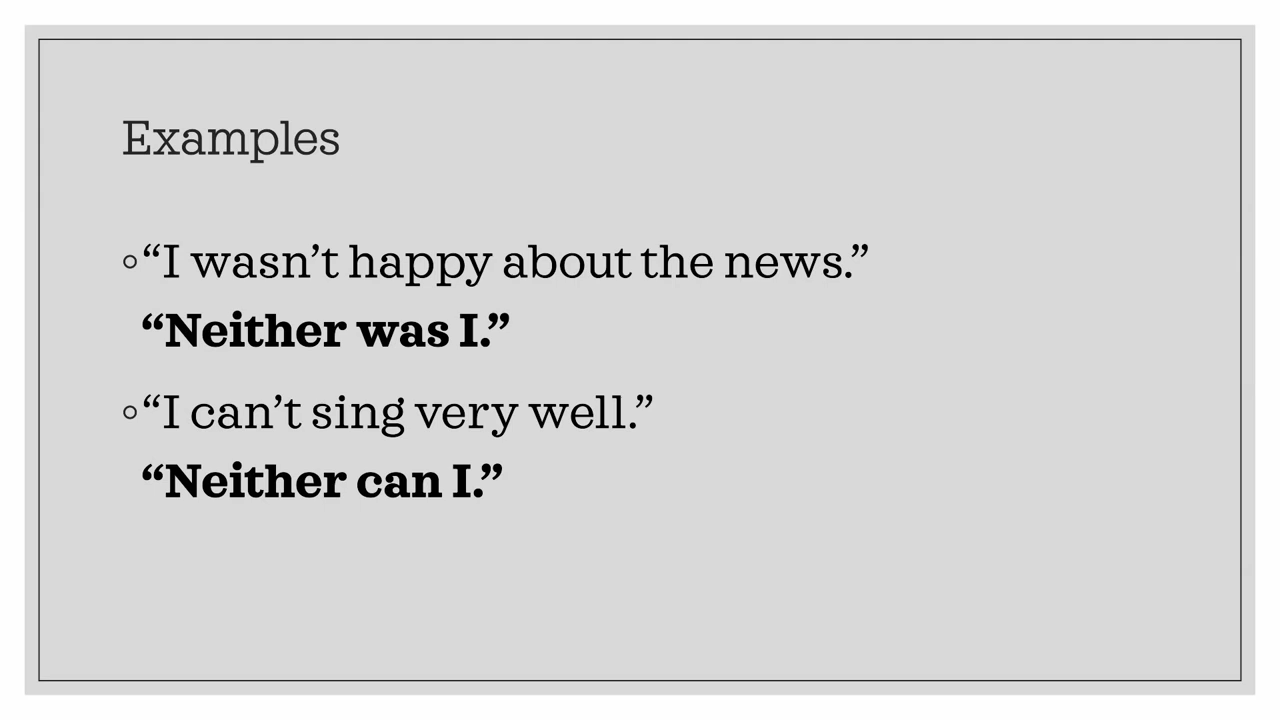 Examples
◦“I wasn’t happy about the news.”
“Neither was I.”
◦“I can’t sing very well.”
“Neither can I.”